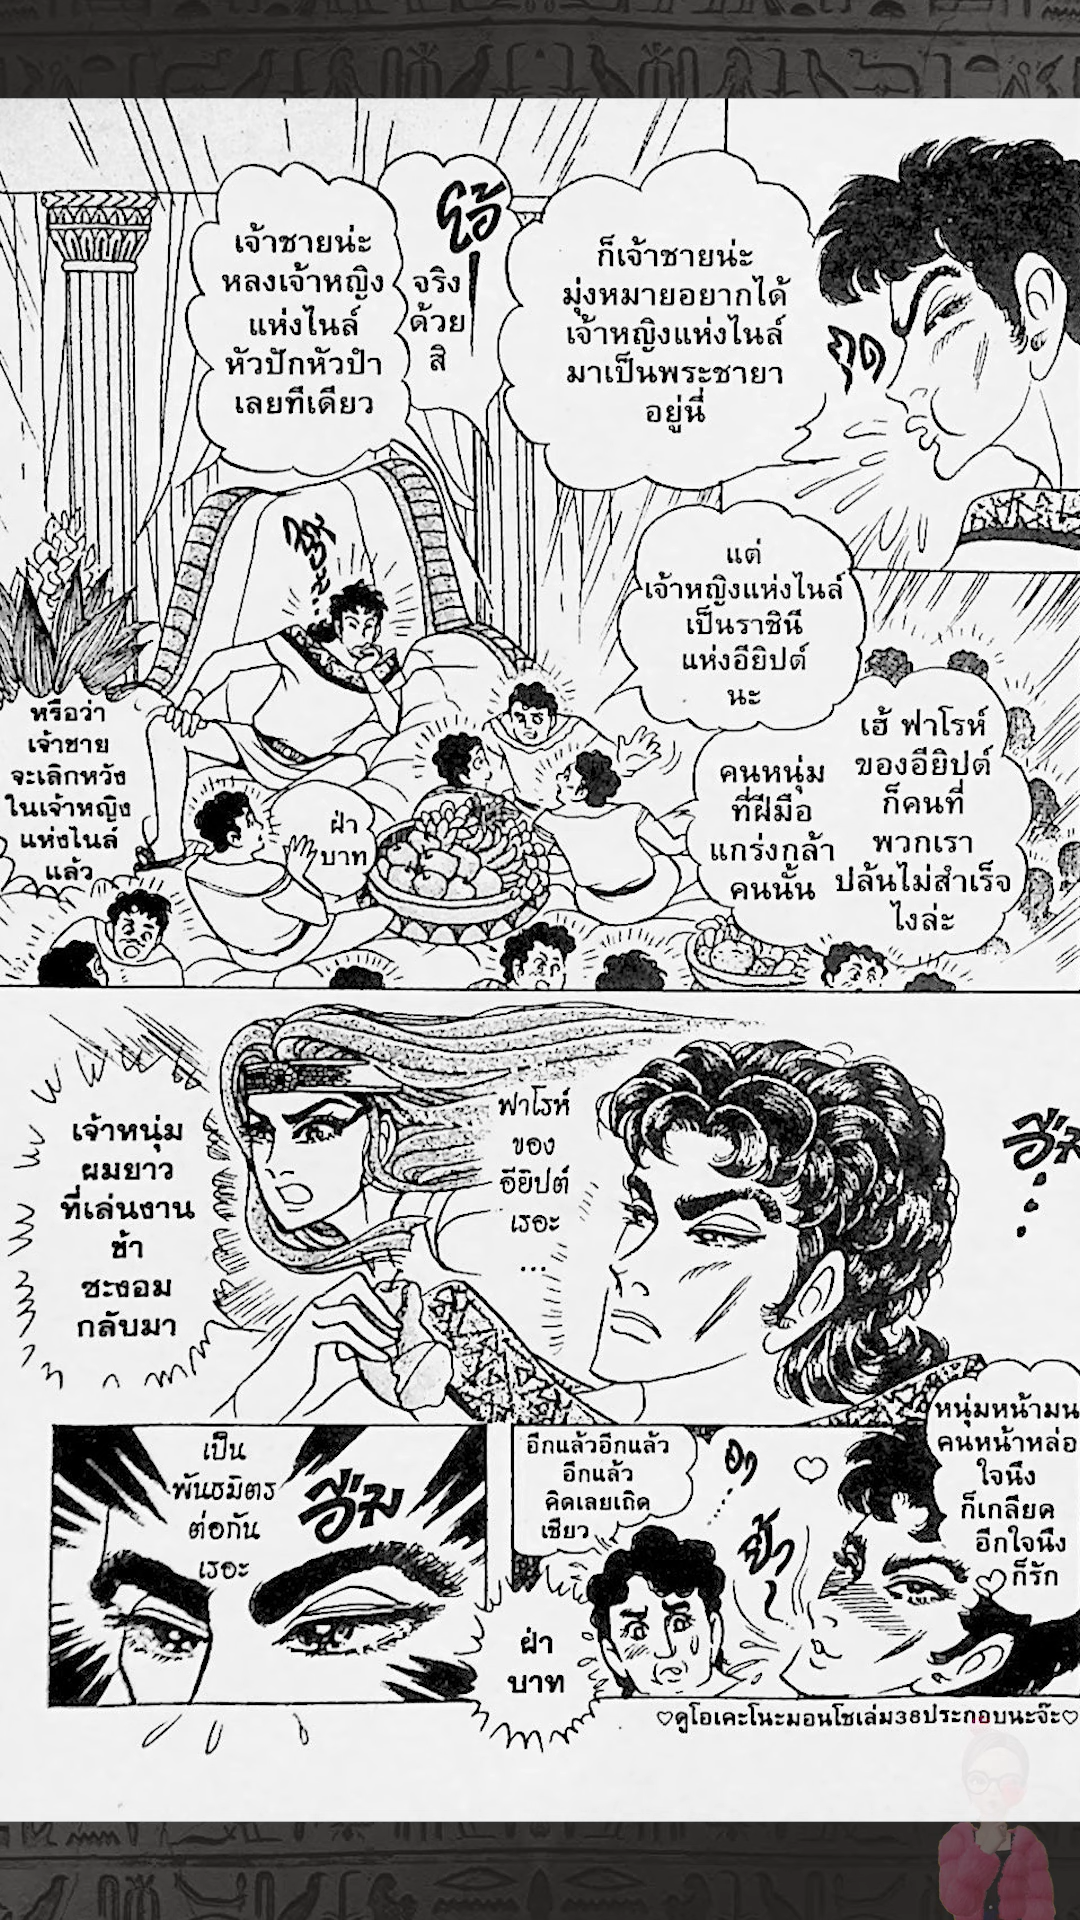 ก็เจ้าชายน่ะ
มุ่งหมายอยากได้
เจ้าหญิงแห่งไนล์
มาเป็นพระชายา
อยู่นี่
ถุด
โอ้
จริง
ด้วย
สิ
เจ้าชายน่ะ
หลงเจ้าหญิง
แห่งไนล์
หัวปักหัวปำ
เลยทีเดียว
แต่
เจ้าหญิงแห่งไนล์
เป็นราชินี
แห่งอียิปต์
นะ
เฮ้ ฟาโรห์
ของอียิปต์
ก็คนที่
พวกเรา
ปล้นไม่สำเร็จ
ไงล่ะ
คนหนุ่ม
ที่ฝีมือ
แกร่งกล้า
คนนั้น
ฝ่า
บาท
หรือว่า
เจ้าชาย
จะเลิกหวัง
ในเจ้าหญิง
แห่งไนล์
แล้ว
อืม
ฟาโรห์
ของ
อียิปต์
เรอะ
...
เจ้าหนุ่ม
ผมยาว
ที่เล่นงาน
ข้า
ซะงอม
กลับมา
หนุ่มหน้ามน
คนหน้าหล่อ
ใจนึง
ก็เกลียด
อีกใจนึง
♡ก็รัก
อีกแล้วอีกแล้ว
อีกแล้ว
คิดเลยเถิด
เชียว
ฝ่า
บาท
เป็น
พันธมิตร
ต่อกัน
เรอะ
อืม
♡ดูโอเคะโนะมอนโชเล่ม36ประกอบนะจ๊ะ♡